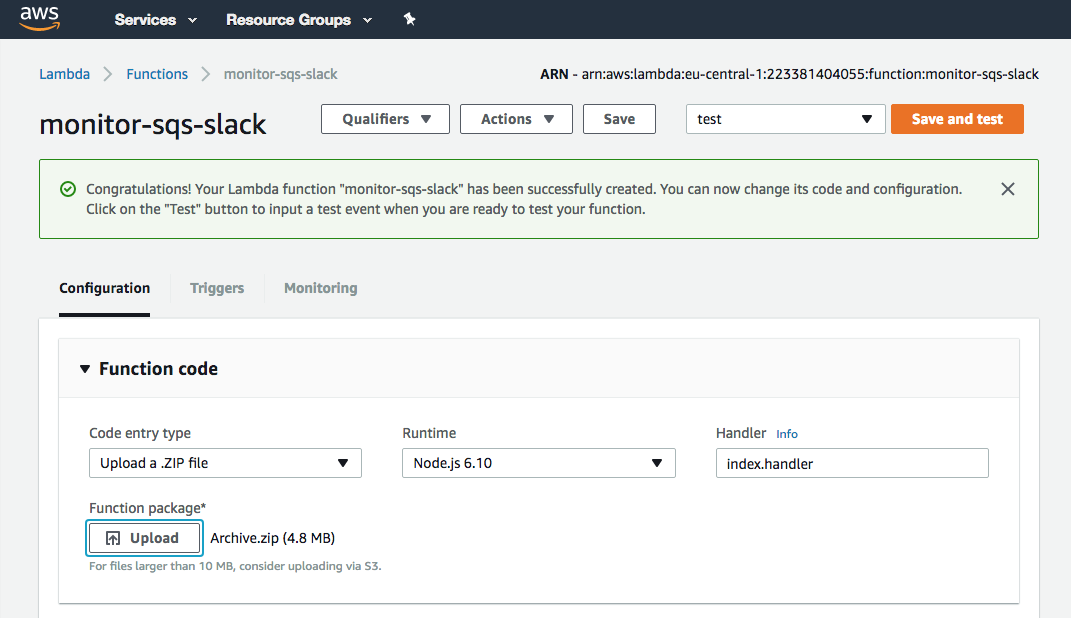 aws Services Resource Groups
Lambda Functions monitor-sqs-slack ARN - arn:aws:lambda:eu-central-1:223381404055:function:monitor-sqs-slack
monitor-sqs-slack Qualifiers Actions Save test Save and test
Congratulations! Your Lambda function "monitor-sqs-slack" has been successfully created. You can now change its code and configuration.
Click on the "Test" button to input a test event when you are ready to test your function.
Configuration Triggers Monitoring
Function code
Code entry type Runtime Handler Info
Upload a .ZIP file Node.js 6.10 index.handler
Function package*
Upload Archive.zip (4.8 MB)
For files larger than 10 MB, consider uploading via S3.